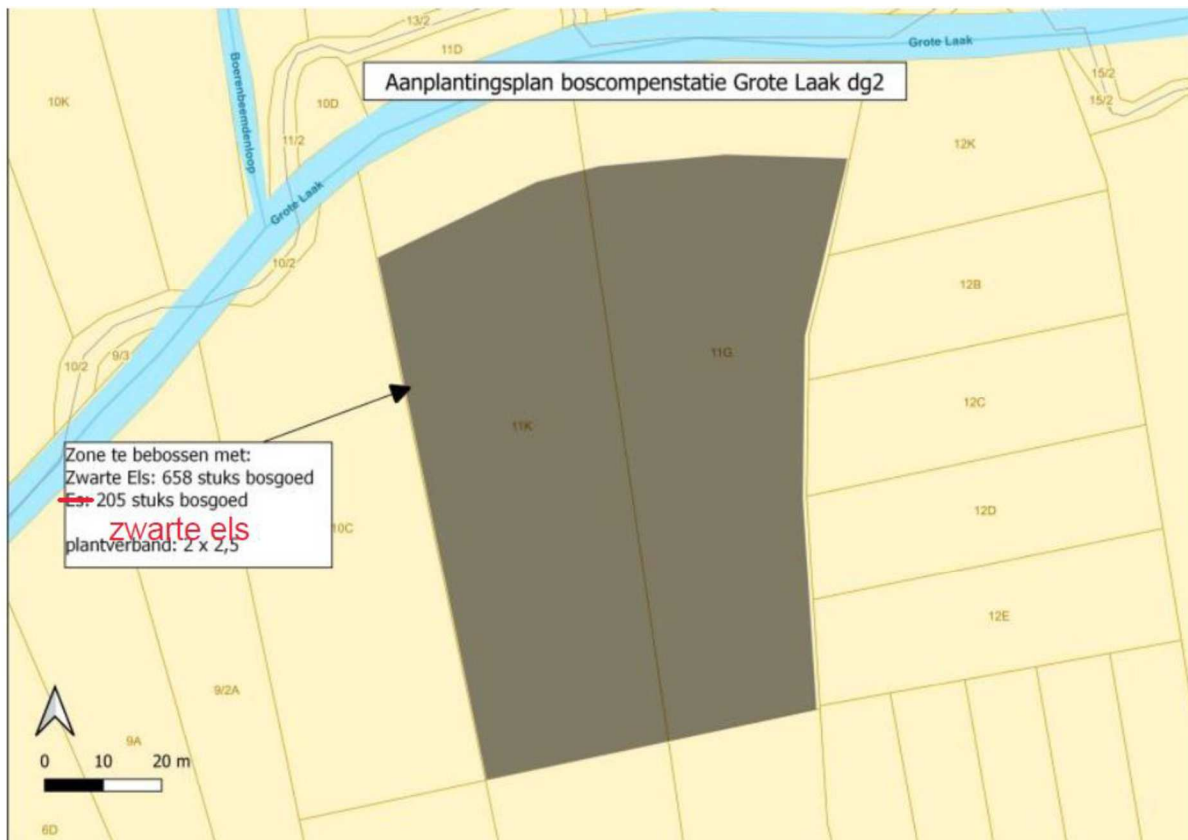 13/2
11D
Grote Laak
Aanplantingsplan boscompenstatie Grote Laak dg2
15/2
15/2
10K
10D
Boerenbeemdenloop
11/2
12K
Grote Laak
10/2
12B
9/3
10/2
11G
11K
12C
Zone te bebossen met:
Zwarte Els: 658 stuks bosgoed
Es: 205 stuks bosgoed
zwarte els
plantverband: 2 x 2,5
10C
12D
12E
9/2A
9A
0 10 20 m
6D